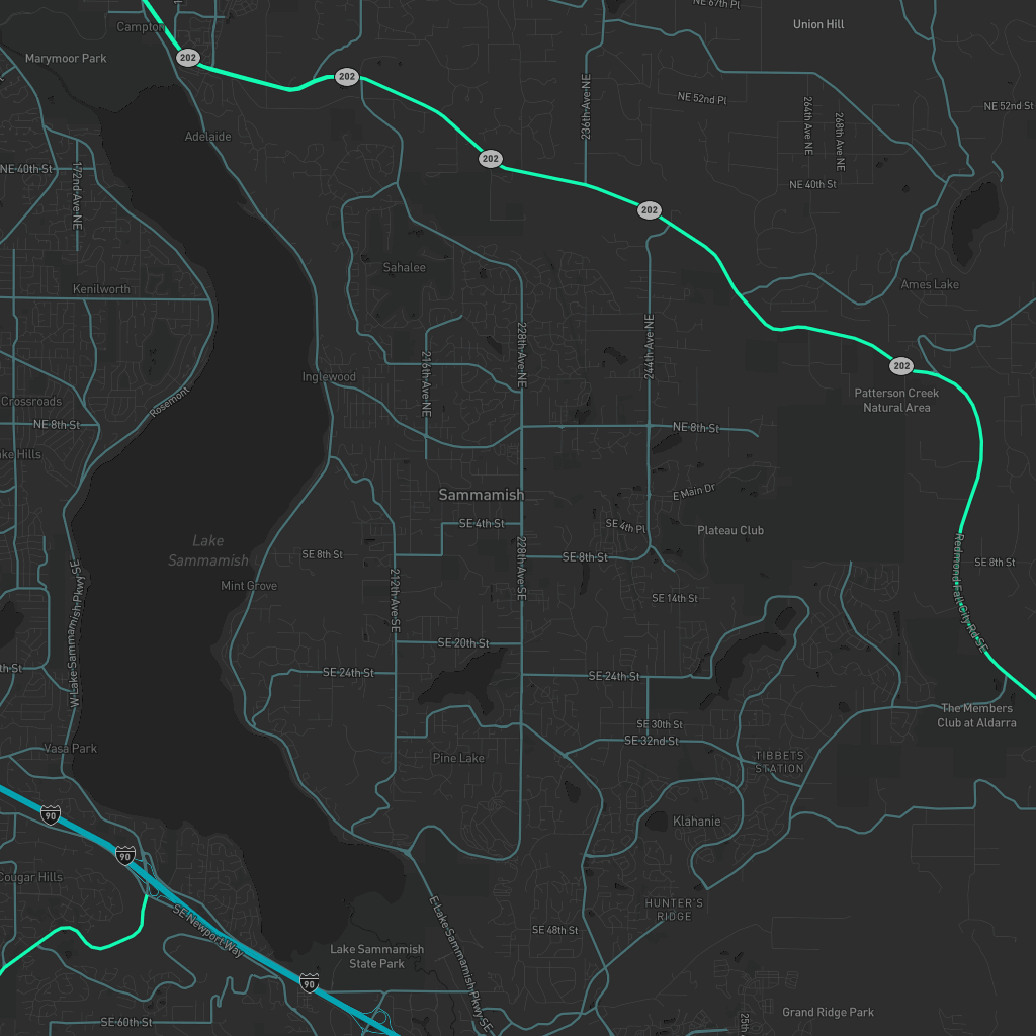 NE 67th Pl
Union Hill
Campton
Marymoor Park
202
202
NE 52nd Pl
236th Ave NE
264th Ave NE
268th Ave NE
NE 52nd St
Adelaide
202
NE 40th St
172nd Ave NE
NE 40th St
202
Sahalee
Kenilworth
Ames Lake
228th Ave NE
244th Ave NE
216th Ave NE
202
Inglewood
Patterson Creek
Natural Area
Crossroads
Rosemont
NE 8th St
NE 8th St
ke Hills
Sammamish
E Main Dr
SE 4th St
SE 4th Pl
Plateau Club
Lake
Sammamish
SE 8th St
228th Ave SE
SE 8th St
SE 8th St
Redmond Fall City Rd SE
Mint Grove
212th Ave SE
SE 14th St
W Lake Sammamish Pkwy SE
SE 20th St
th St
SE 24th St
SE 24th St
The Members
Club at Aldarra
SE 30th St
SE 32nd St
Vasa Park
Pine Lake
TIBBETS
STATION
90
Klahanie
90
Cougar Hills
SE Newport Way
E Lake Sammamish Pkwy SE
HUNTER'S
RIDGE
SE 48th St
Lake Sammamish
State Park
90
SE 60th St
Grand Ridge Park
25th